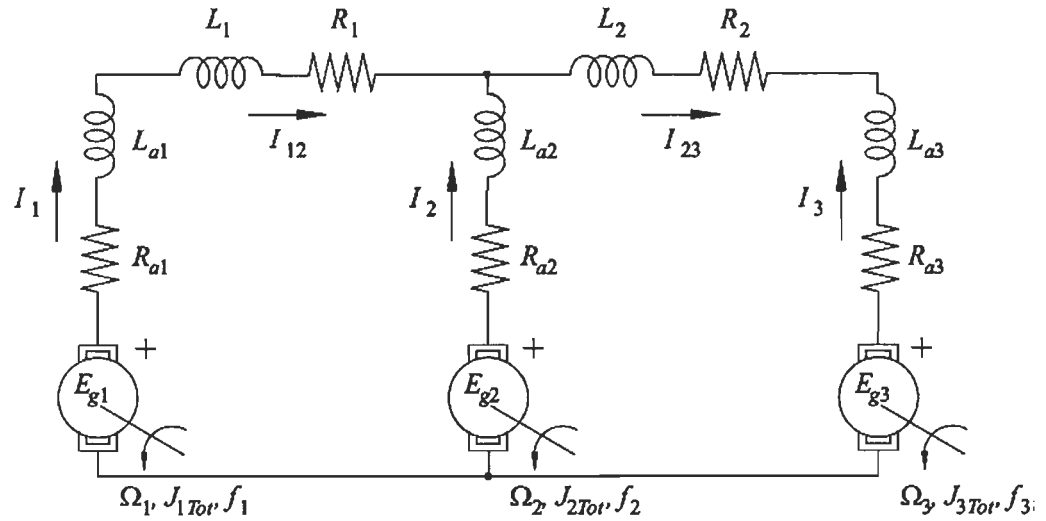 L1 R1 L2 R2
I12 I23
La1 La2 La3
I1 I2 I3
Ra1 Ra2 Ra3
+ + +
Eg1 Eg2 Eg3
Ω1, J1Tot, f1 Ω2, J2Tot, f2 Ω3, J3Tot, f3